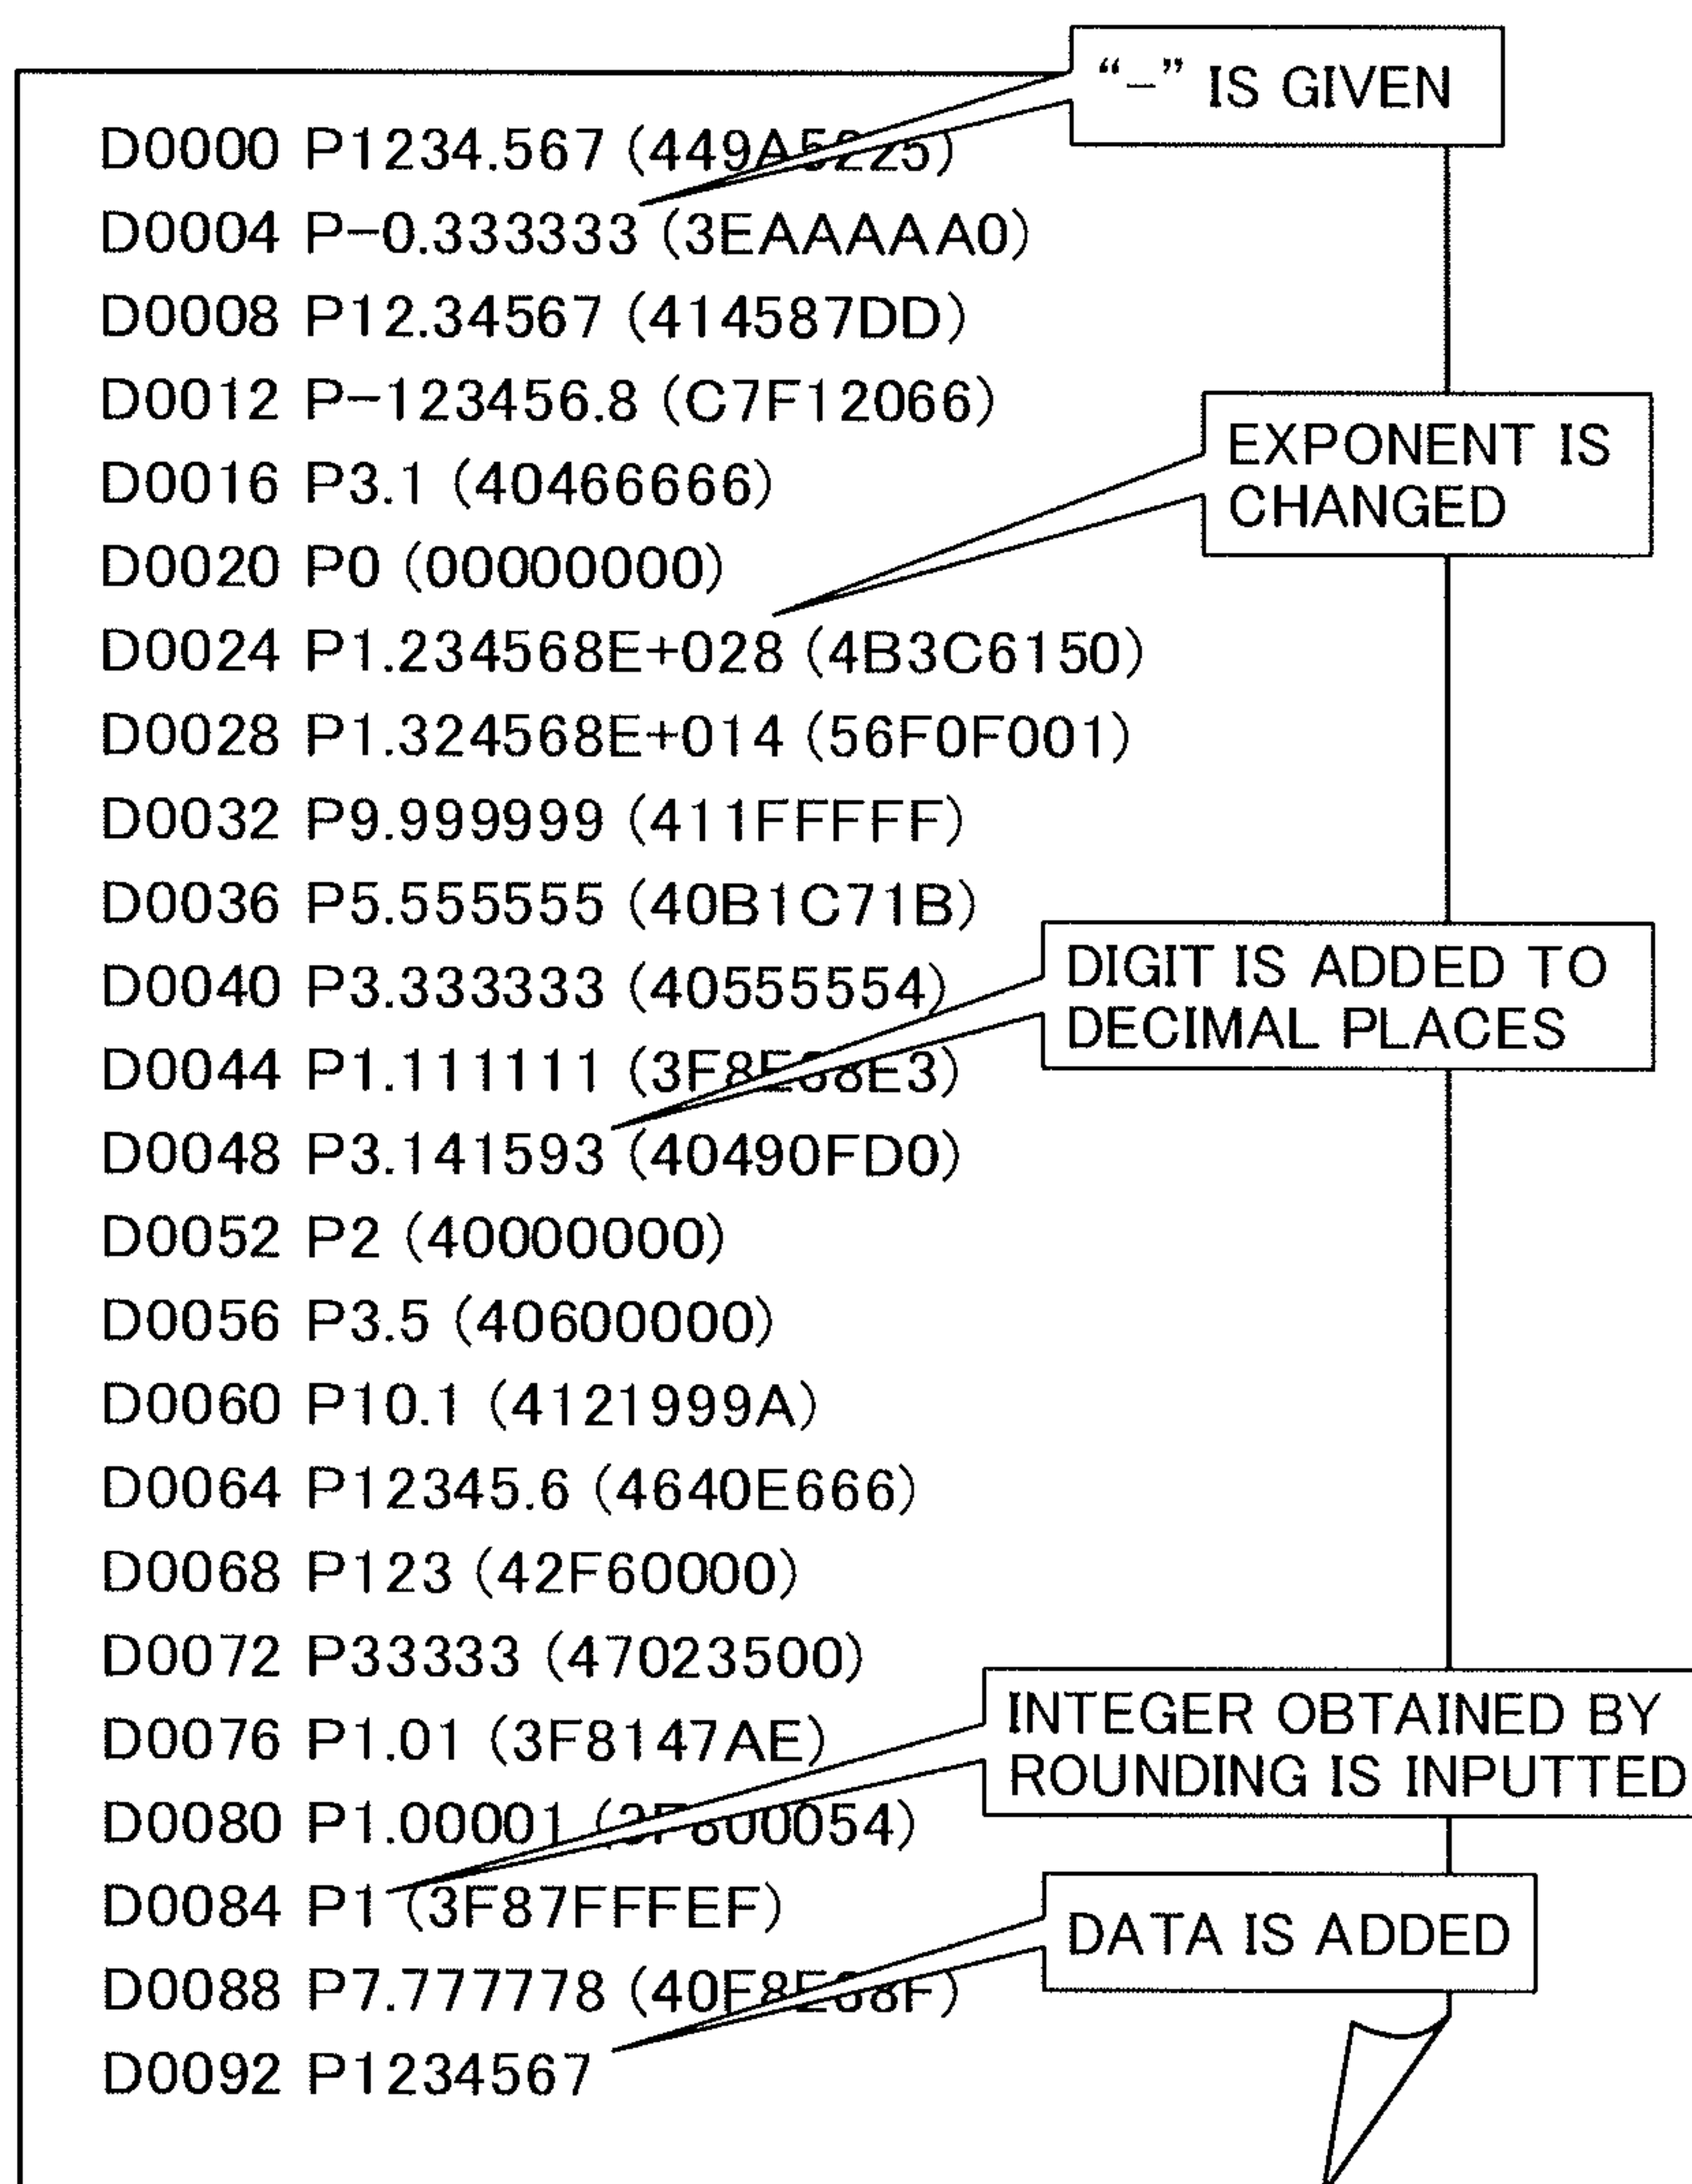 "−" IS GIVEN
D0000 P1234.567 (449A5225)
D0004 P−0.333333 (3EAAAAA0)
D0008 P12.34567 (414587DD)
D0012 P−123456.8 (C7F12066)
EXPONENT IS
CHANGED
D0016 P3.1 (40466666)
D0020 P0 (00000000)
D0024 P1.234568E+028 (4B3C6150)
D0028 P1.324568E+014 (56F0F001)
D0032 P9.999999 (411FFFFF)
D0036 P5.555555 (40B1C71B)
DIGIT IS ADDED TO
DECIMAL PLACES
D0040 P3.333333 (40555554)
D0044 P1.111111 (3F8E38E3)
D0048 P3.141593 (40490FD0)
D0052 P2 (40000000)
D0056 P3.5 (40600000)
D0060 P10.1 (4121999A)
D0064 P12345.6 (4640E666)
D0068 P123 (42F60000)
D0072 P33333 (47023500)
INTEGER OBTAINED BY
ROUNDING IS INPUTTED
D0076 P1.01 (3F8147AE)
D0080 P1.00001 (3F800054)
D0084 P1 (3F87FFFEF)
DATA IS ADDED
D0088 P7.777778 (40F8E38F)
D0092 P1234567